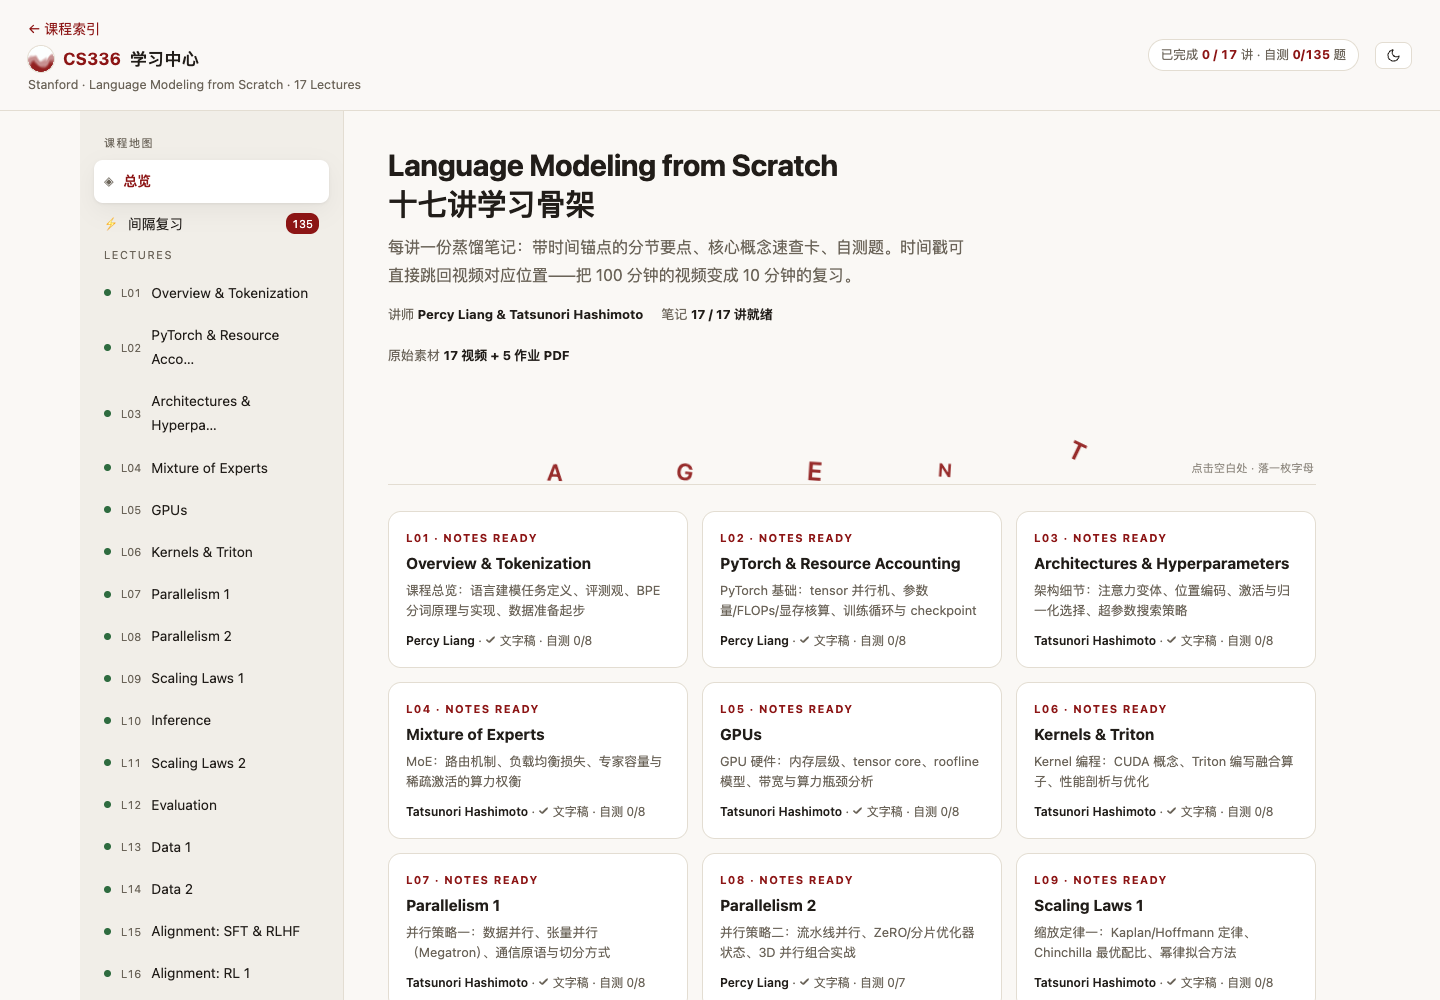 ← 课程索引
CS336 学习中心
Stanford · Language Modeling from Scratch · 17 Lectures
已完成 0 / 17 讲 · 自测 0/135 题
课程地图
◈ 总览
⚡ 间隔复习 135
LECTURES
L01 Overview & Tokenization
L02 PyTorch & Resource Acco…
L03 Architectures & Hyperpa…
L04 Mixture of Experts
L05 GPUs
L06 Kernels & Triton
L07 Parallelism 1
L08 Parallelism 2
L09 Scaling Laws 1
L10 Inference
L11 Scaling Laws 2
L12 Evaluation
L13 Data 1
L14 Data 2
L15 Alignment: SFT & RLHF
L16 Alignment: RL 1
Language Modeling from Scratch
十七讲学习骨架
每讲一份蒸馏笔记：带时间锚点的分节要点、核心概念速查卡、自测题。时间戳可
直接跳回视频对应位置——把 100 分钟的视频变成 10 分钟的复习。
讲师 Percy Liang & Tatsunori Hashimoto 笔记 17 / 17 讲就绪
原始素材 17 视频 + 5 作业 PDF
A G E N T
点击空白处 · 落一枚字母
L01 · NOTES READY
Overview & Tokenization
课程总览：语言建模任务定义、评测观、BPE
分词原理与实现、数据准备起步
Percy Liang · ✓ 文字稿 · 自测 0/8
L02 · NOTES READY
PyTorch & Resource Accounting
PyTorch 基础：tensor 并行机、参数
量/FLOPs/显存核算、训练循环与 checkpoint
Percy Liang · ✓ 文字稿 · 自测 0/8
L03 · NOTES READY
Architectures & Hyperparameters
架构细节：注意力变体、位置编码、激活与归
一化选择、超参数搜索策略
Tatsunori Hashimoto · ✓ 文字稿 · 自测 0/8
L04 · NOTES READY
Mixture of Experts
MoE：路由机制、负载均衡损失、专家容量与
稀疏激活的算力权衡
Tatsunori Hashimoto · ✓ 文字稿 · 自测 0/8
L05 · NOTES READY
GPUs
GPU 硬件：内存层级、tensor core、roofline
模型、带宽与算力瓶颈分析
Tatsunori Hashimoto · ✓ 文字稿 · 自测 0/8
L06 · NOTES READY
Kernels & Triton
Kernel 编程：CUDA 概念、Triton 编写融合算
子、性能剖析与优化
Tatsunori Hashimoto · ✓ 文字稿 · 自测 0/8
L07 · NOTES READY
Parallelism 1
并行策略一：数据并行、张量并行
（Megatron）、通信原语与切分方式
Tatsunori Hashimoto · ✓ 文字稿 · 自测 0/8
L08 · NOTES READY
Parallelism 2
并行策略二：流水线并行、ZeRO/分片优化器
状态、3D 并行组合实战
Percy Liang · ✓ 文字稿 · 自测 0/7
L09 · NOTES READY
Scaling Laws 1
缩放定律一：Kaplan/Hoffmann 定律、
Chinchilla 最优配比、幂律拟合方法
Tatsunori Hashimoto · ✓ 文字稿 · 自测 0/8